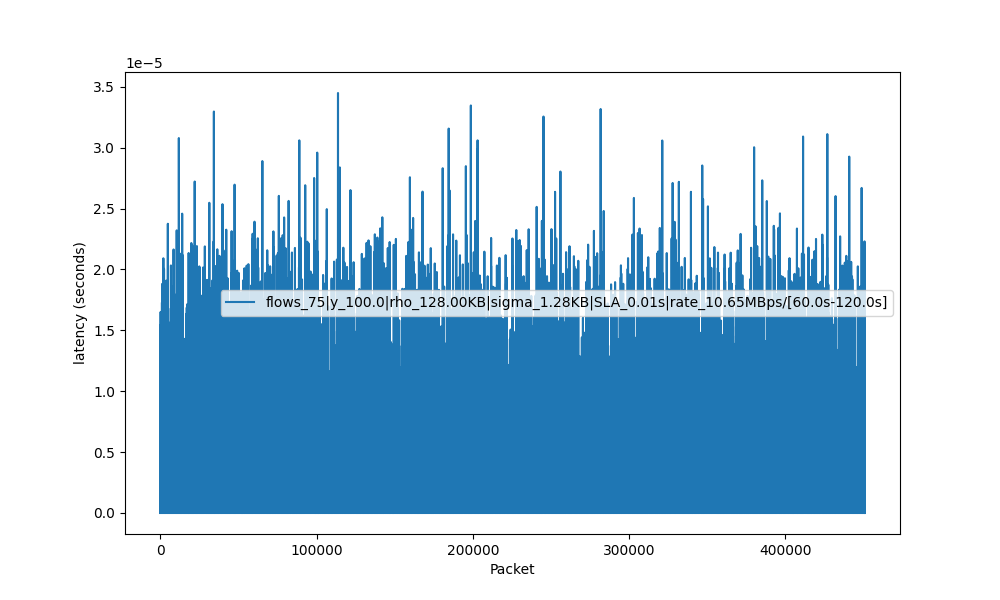 1e−5
3.5
3.0
2.5
2.0
1.5
1.0
0.5
0.0
latency (seconds)
flows_75|y_100.0|rho_128.00KB|sigma_1.28KB|SLA_0.01s|rate_10.65MBps/[60.0s-120.0s]
0 100000 200000 300000 400000
Packet